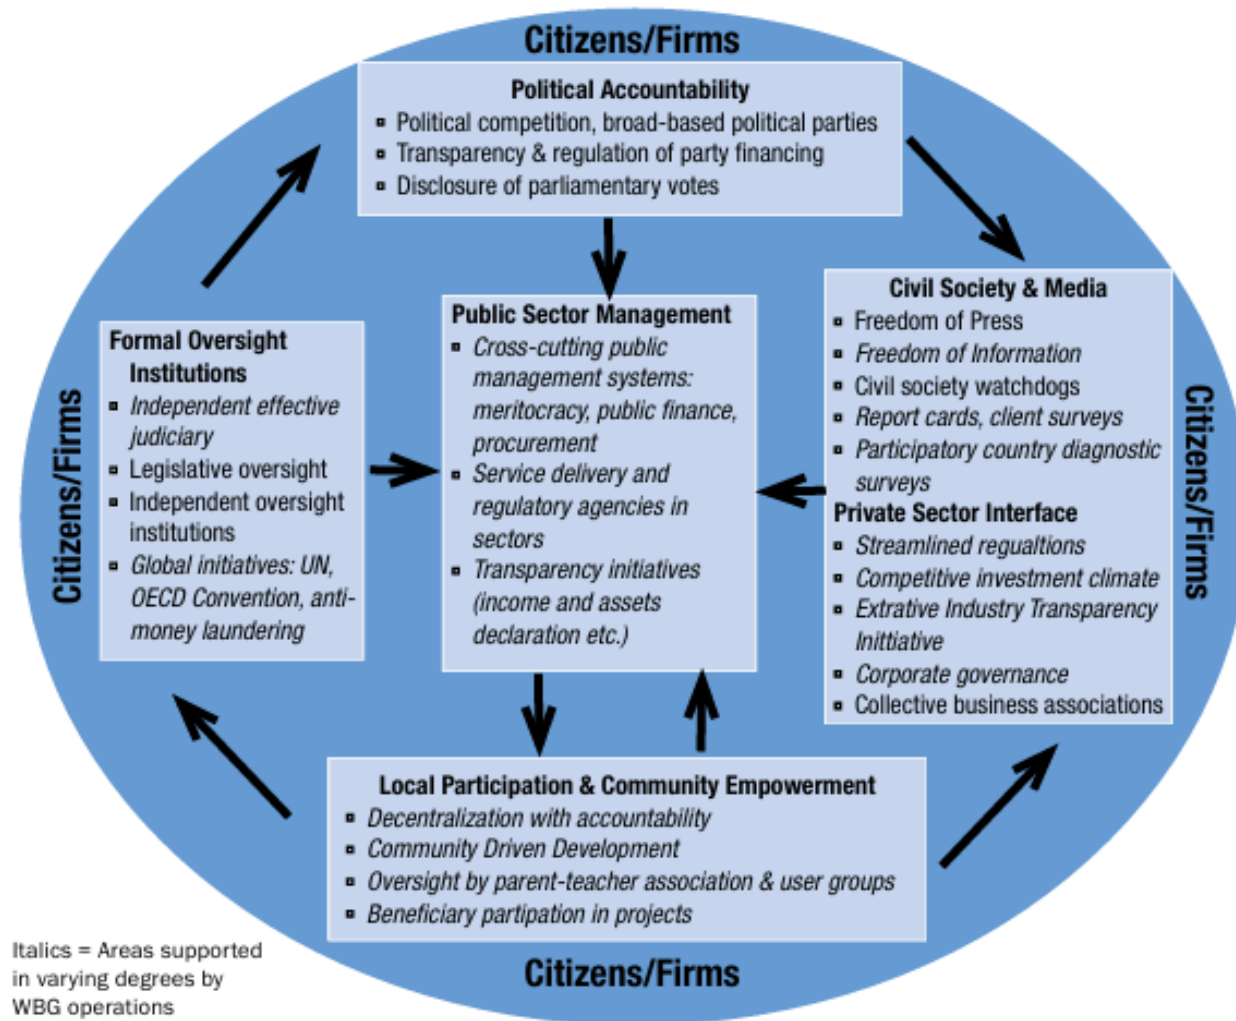 Citizens/Firms
Political Accountability
Political competition, broad-based political parties
Transparency & regulation of party financing
Disclosure of parliamentary votes
Citizens/Firms
Formal Oversight
Institutions
Independent effective
judiciary
Legislative oversight
Independent oversight
institutions
Global initiatives: UN,
OECD Convention, anti-
money laundering
Public Sector Management
Cross-cutting public
management systems:
meritocracy, public finance,
procurement
Service delivery and
regulatory agencies in
sectors
Transparency initiatives
(income and assets
declaration etc.)
Civil Society & Media
Freedom of Press
Freedom of Information
Civil society watchdogs
Report cards, client surveys
Participatory country diagnostic
surveys
Private Sector Interface
Streamlined regualtions
Competitive investment climate
Extrative Industry Transparency
Inittiative
Corporate governance
Collective business associations
Citizens/Firms
Local Participation & Community Empowerment
Decentralization with accountability
Community Driven Development
Oversight by parent-teacher association & user groups
Beneficiary partipation in projects
Citizens/Firms
Italics = Areas supported
in varying degrees by
WBG operations